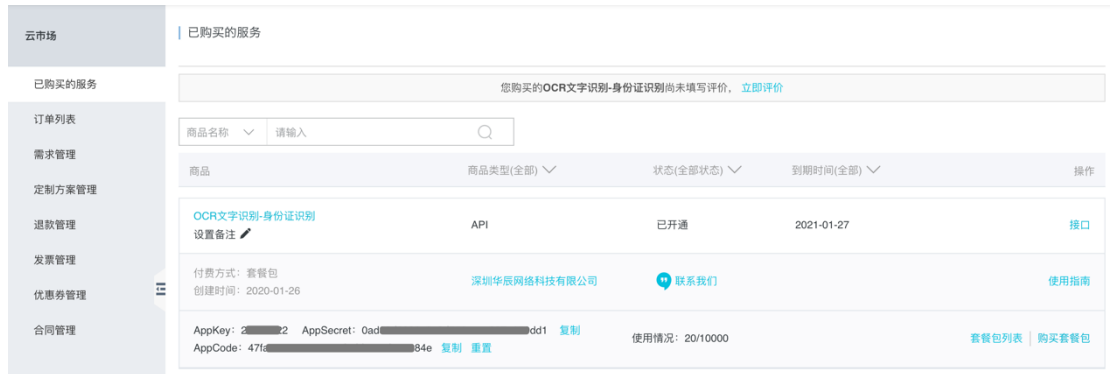 云市场
已购买的服务
订单列表
需求管理
定制方案管理
退款管理
发票管理
优惠券管理
合同管理
已购买的服务
您购买的OCR文字识别-身份证识别尚未填写评价， 立即评价
商品名称 请输入
商品 商品类型(全部) 状态(全部状态) 到期时间(全部) 操作
OCR文字识别-身份证识别 API 已开通 2021-01-27 接口
设置备注
付费方式：套餐包 深圳华辰网络科技有限公司 联系我们 使用指南
创建时间：2020-01-26
AppKey：2 2 AppSecret：0ad dd1 复制 使用情况：20/10000 套餐包列表 购买套餐包
AppCode：47fa 84e 复制 重置